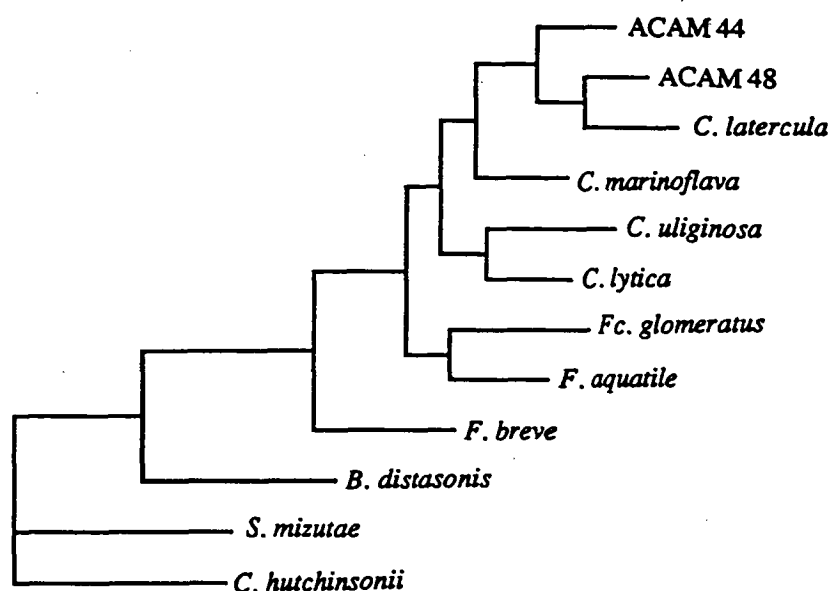 ACAM 44
ACAM 48
C. latercula
C. marinoflava
C. uliginosa
C. lytica
Fc. glomeratus
F. aquatile
F. breve
B. distasonis
S. mizutae
C. hutchinsonii